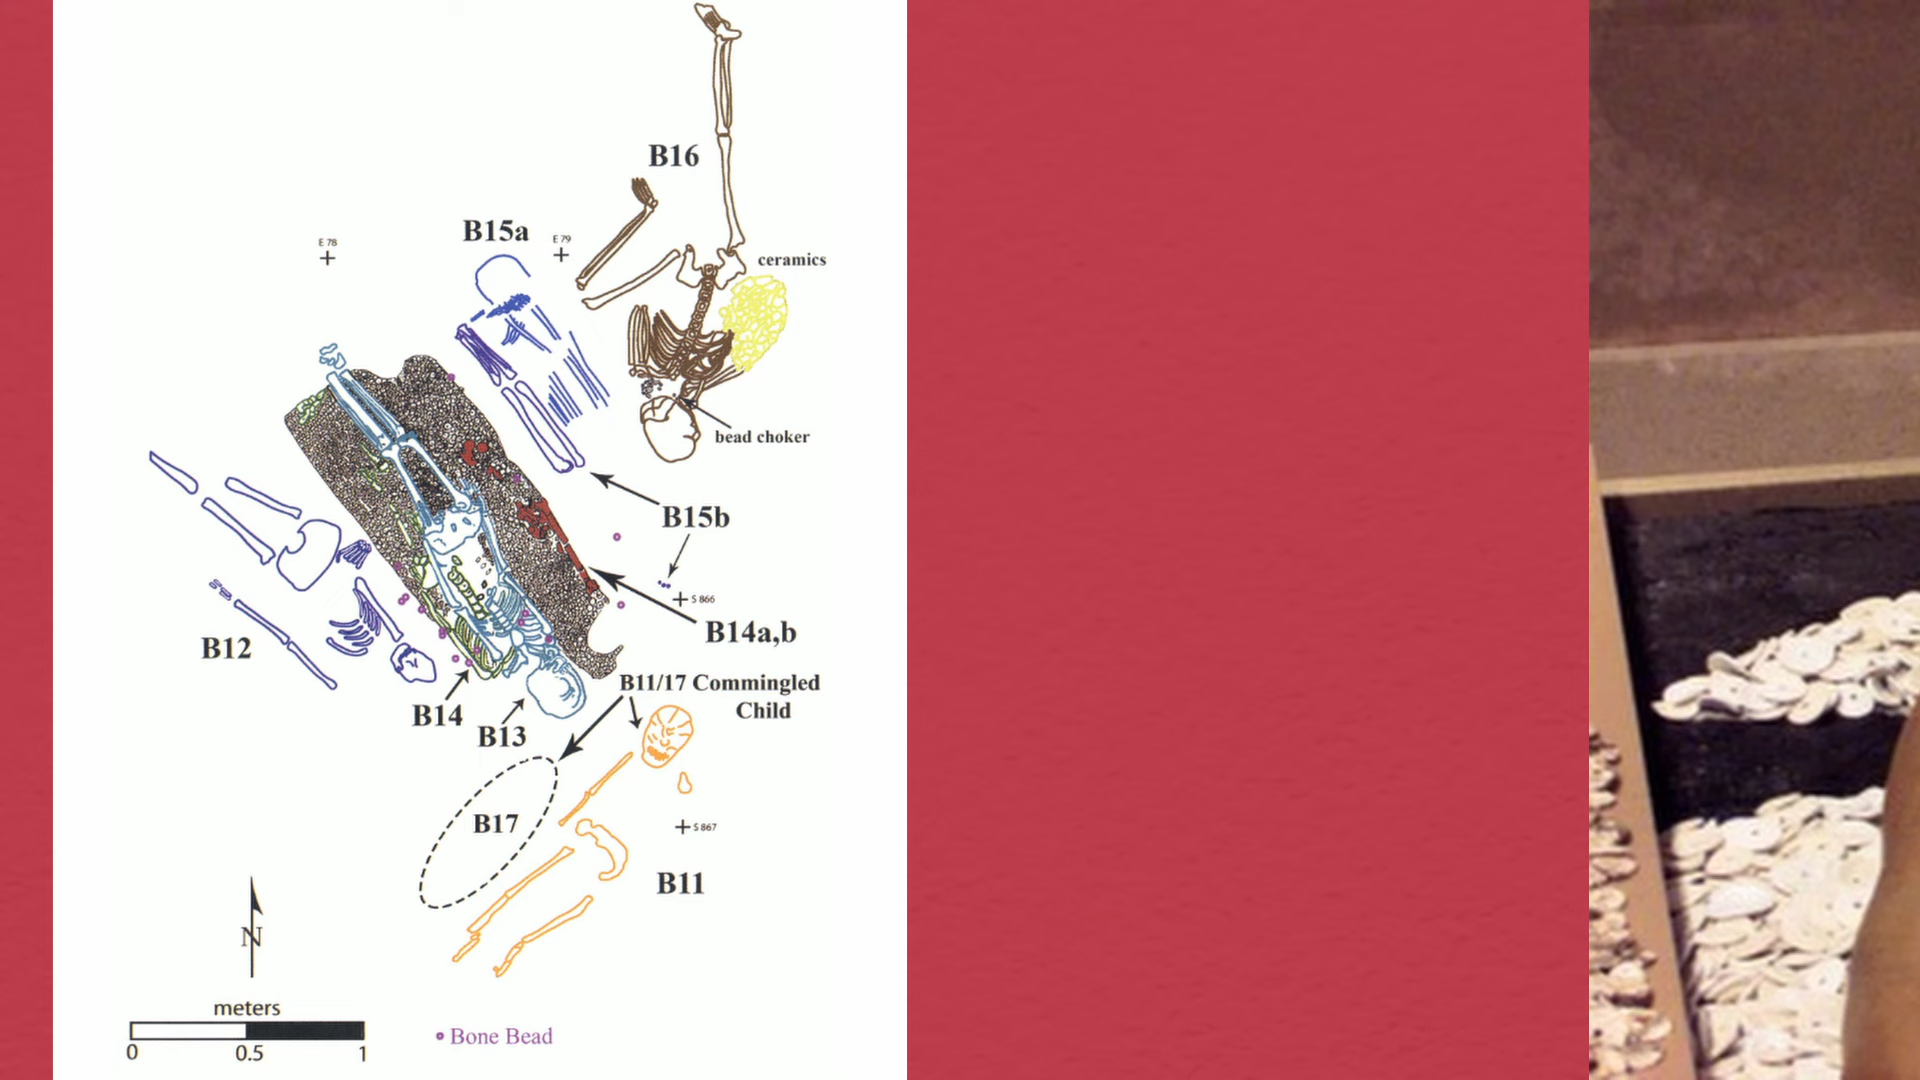 B16
B15a
E 78
E 79
ceramics
bead choker
B15b
S 866
B14a,b
B12
B11/17 Commingled
Child
B14
B13
B17
S 867
B11
N
meters
0 0.5 1
Bone Bead